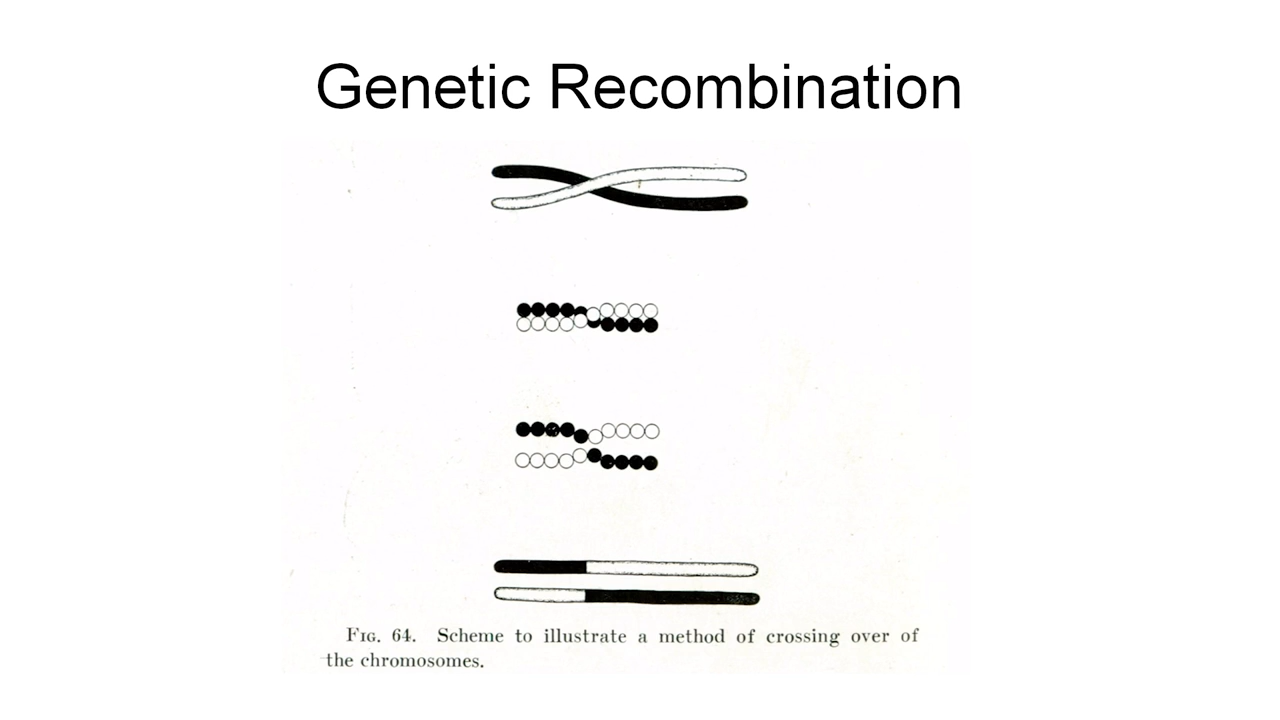 Genetic Recombination
Fig. 64. Scheme to illustrate a method of crossing over of
the chromosomes.